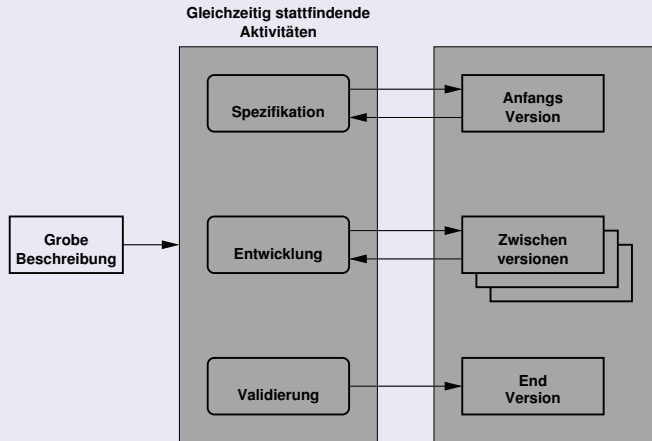 Gleichzeitig stattfindende
Aktivitäten
Spezifikation
Anfangs
Version
Grobe
Beschreibung
Entwicklung
Zwischen
versionen
Validierung
End
Version